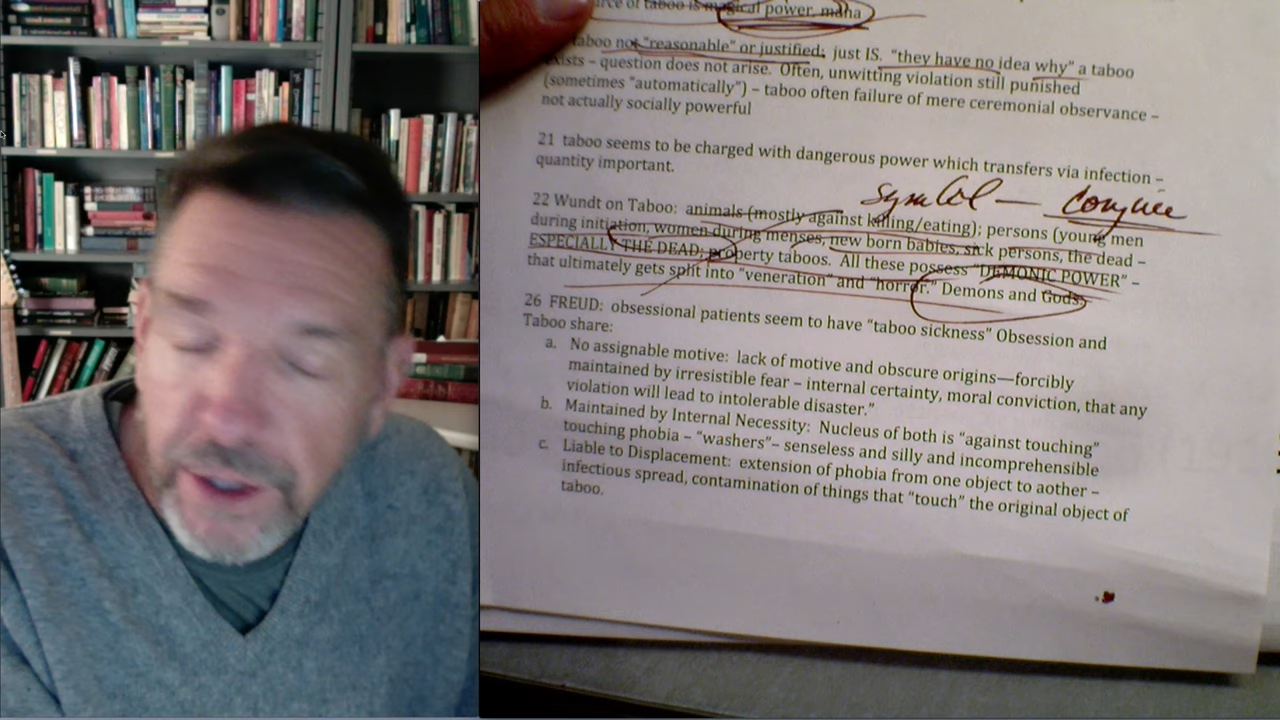 of taboo is magical power, mana
taboo not "reasonable" or justified; just IS. "they have no idea why" a taboo
exists – question does not arise. Often, unwitting violation still punished
(sometimes "automatically") – taboo often failure of mere ceremonial observance –
not actually socially powerful
21 taboo seems to be charged with dangerous power which transfers via infection –
quantity important.
symbol –
22 Wundt on Taboo: animals (mostly against killing/eating); persons (young men
during initiation, women during menses, new born babies, sick persons, the dead –
ESPECIALLY THE DEAD; property taboos. All these possess "DEMONIC POWER" –
that ultimately gets split into "veneration" and "horror." Demons and Gods.
26 FREUD: obsessional patients seem to have "taboo sickness" Obsession and
Taboo share:
a. No assignable motive: lack of motive and obscure origins—forcibly
maintained by irresistible fear – internal certainty, moral conviction, that any
violation will lead to intolerable disaster."
b. Maintained by Internal Necessity: Nucleus of both is "against touching"
touching phobia – "washers"– senseless and silly and incomprehensible
c. Liable to Displacement: extension of phobia from one object to aother –
infectious spread, contamination of things that "touch" the original object of
taboo.